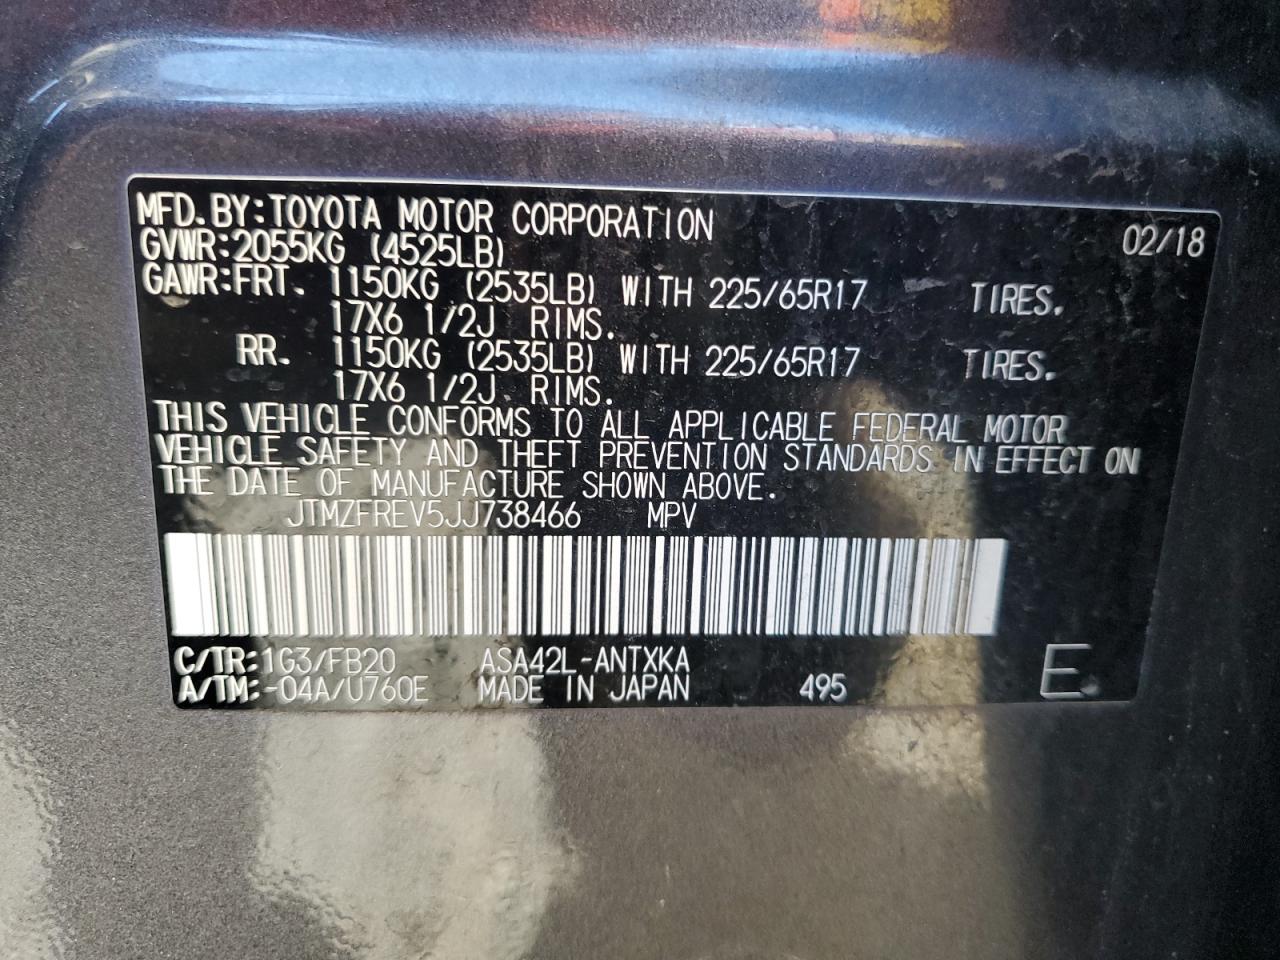 MFD. BY: TOYOTA MOTOR CORPORATION 02/18
GVWR: 2055KG (4525LB)
GAWR: FRT. 1150KG (2535LB) WITH 225/65R17 TIRES.
17X6 1/2J RIMS.
RR. 1150KG (2535LB) WITH 225/65R17 TIRES.
17X6 1/2J RIMS.
THIS VEHICLE CONFORMS TO ALL APPLICABLE FEDERAL MOTOR
VEHICLE SAFETY AND THEFT PREVENTION STANDARDS IN EFFECT ON
THE DATE OF MANUFACTURE SHOWN ABOVE.
JTMZFREV5JJ738466 MPV
C/TR: 1G3/FB20 ASA42L-ANTXKA
A/TM: -04A/U760E MADE IN JAPAN 495 E.